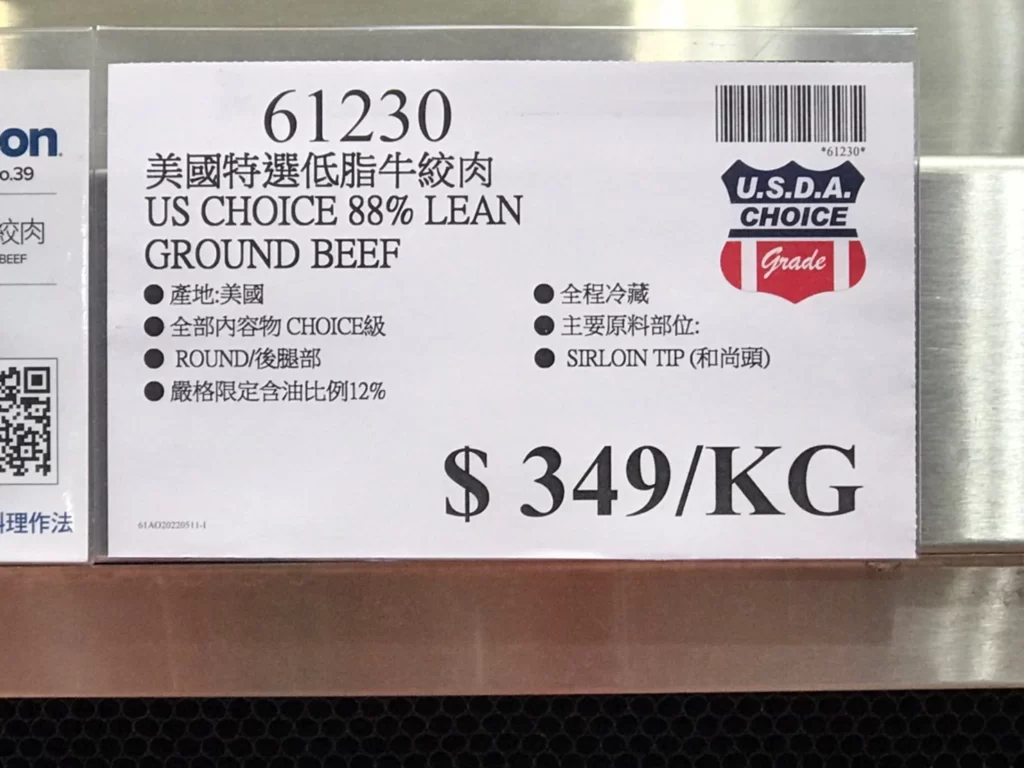 on.
o.39
絞肉
BEEF
料理作法
61230
*61230*
美國特選低脂牛絞肉
US CHOICE 88% LEAN
GROUND BEEF
U.S.D.A.
CHOICE
Grade
● 產地:美國
● 全部內容物 CHOICE級
● ROUND/後腿部
● 嚴格限定含油比例12%
● 全程冷藏
● 主要原料部位:
● SIRLOIN TIP (和尚頭)
$ 349/KG
61AO20220511-1